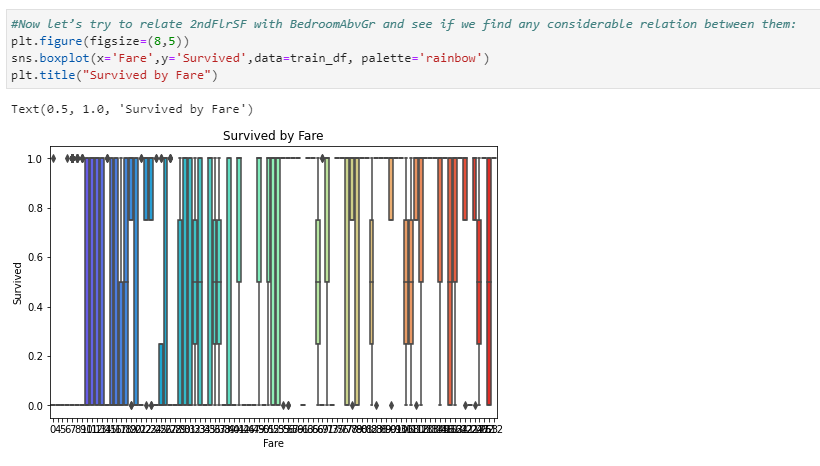 #Now let’s try to relate 2ndFlrSF with BedroomAbvGr and see if we find any considerable relation between them:
plt.figure(figsize=(8,5))
sns.boxplot(x='Fare',y='Survived',data=train_df, palette='rainbow')
plt.title("Survived by Fare")
Text(0.5, 1.0, 'Survived by Fare')
Survived by Fare
1.0
0.8
0.6
0.4
0.2
0.0
Survived
Fare